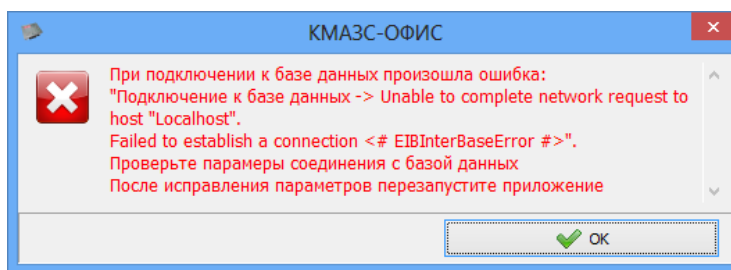 КМАЗС-ОФИС
При подключении к базе данных произошла ошибка:
"Подключение к базе данных -> Unable to complete network request to
host "Localhost".
Failed to establish a connection <# EIBInterBaseError #>".
Проверьте парамеры соединения с базой данных
После исправления параметров перезапустите приложение
ОК